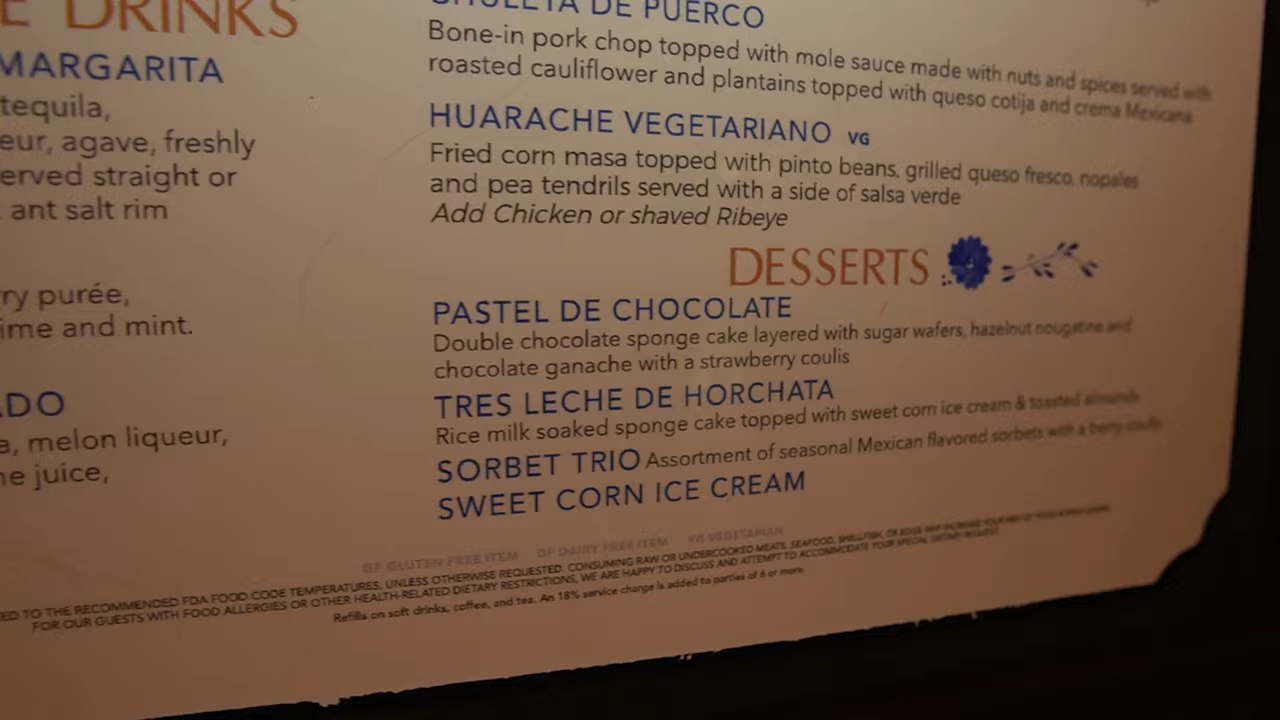 E DRINKS
MARGARITA
tequila,
eur, agave, freshly
erved straight or
ant salt rim
ry purée,
ime and mint.
ADO
a, melon liqueur,
ne juice,
CHULETA DE PUERCO
Bone-in pork chop topped with mole sauce made with nuts and spices served with
roasted cauliflower and plantains topped with queso cotija and crema Mexicana
HUARACHE VEGETARIANO VG
Fried corn masa topped with pinto beans, grilled queso fresco, nopales
and pea tendrils served with a side of salsa verde
Add Chicken or shaved Ribeye
DESSERTS
PASTEL DE CHOCOLATE
Double chocolate sponge cake layered with sugar wafers, hazelnut nougatine and
chocolate ganache with a strawberry coulis
TRES LECHE DE HORCHATA
Rice milk soaked sponge cake topped with sweet corn ice cream & toasted almonds
SORBET TRIO Assortment of seasonal Mexican flavored sorbets with a berry coulis
SWEET CORN ICE CREAM
GF GLUTEN FREE ITEM DF DAIRY FREE ITEM VG VEGETARIAN
ED TO THE RECOMMENDED FDA FOOD CODE TEMPERATURES, UNLESS OTHERWISE REQUESTED. CONSUMING RAW OR UNDERCOOKED MEATS, SEAFOOD, SHELLFISH, OR EGGS MAY INCREASE YOUR RISK OF
FOR OUR GUESTS WITH FOOD ALLERGIES OR OTHER HEALTH-RELATED DIETARY RESTRICTIONS, WE ARE HAPPY TO DISCUSS AND ATTEMPT TO ACCOMMODATE YOUR SPECIAL DIETARY REQUEST
Refills on soft drinks, coffee, and tea. An 18% service charge is added to parties of 6 or more